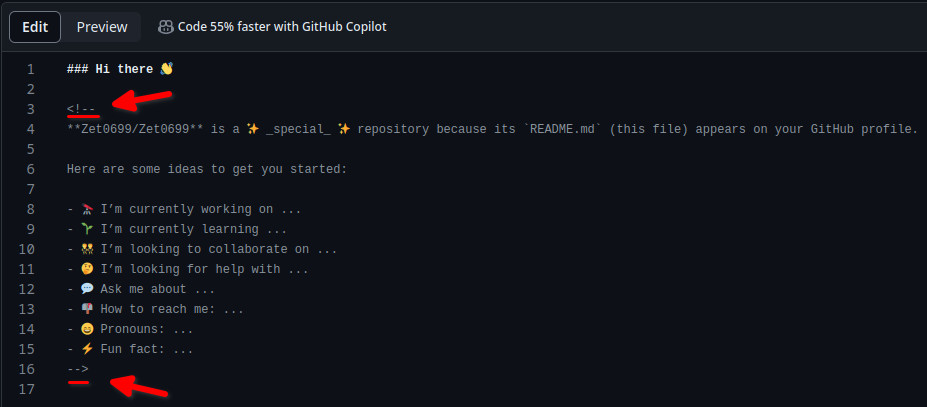 Edit Preview Code 55% faster with GitHub Copilot
1 ### Hi there 👋
2
3 <!--
4 **Zet0699/Zet0699** is a ✨ _special_ ✨ repository because its `README.md` (this file) appears on your GitHub profile.
5
6 Here are some ideas to get you started:
7
8 - 🔭 I’m currently working on ...
9 - 🌱 I’m currently learning ...
10 - 👯 I’m looking to collaborate on ...
11 - 🤔 I’m looking for help with ...
12 - 💬 Ask me about ...
13 - 📫 How to reach me: ...
14 - 😄 Pronouns: ...
15 - ⚡ Fun fact: ...
16 -->
17